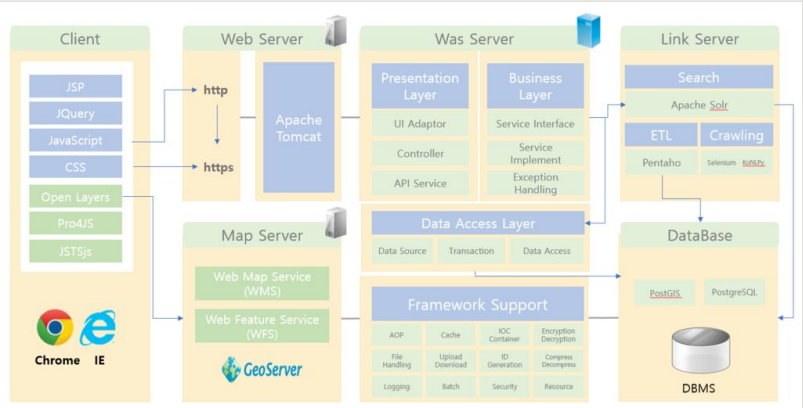 Client
JSP
JQuery
JavaScript
CSS
Open Layers
Pro4JS
JSTSjs
Chrome IE
Web Server
http
https
Apache
Tomcat
Map Server
Web Map Service
(WMS)
Web Feature Service
(WFS)
GeoServer
Was Server
Presentation
Layer
UI Adaptor
Controller
API Service
Business
Layer
Service Interface
Service
Implement
Exception
Handling
Data Access Layer
Data Source
Transaction
Data Access
Framework Support
AOP
Cache
IOC
Container
Encryption
Decryption
File
Handling
Upload
Download
ID
Generation
Compress
Decompress
Logging
Batch
Security
Resource
Link Server
Search
Apache Solr
ETL
Crawling
Pentaho
Selenium
DataBase
PostGIS
PostgreSQL
DBMS